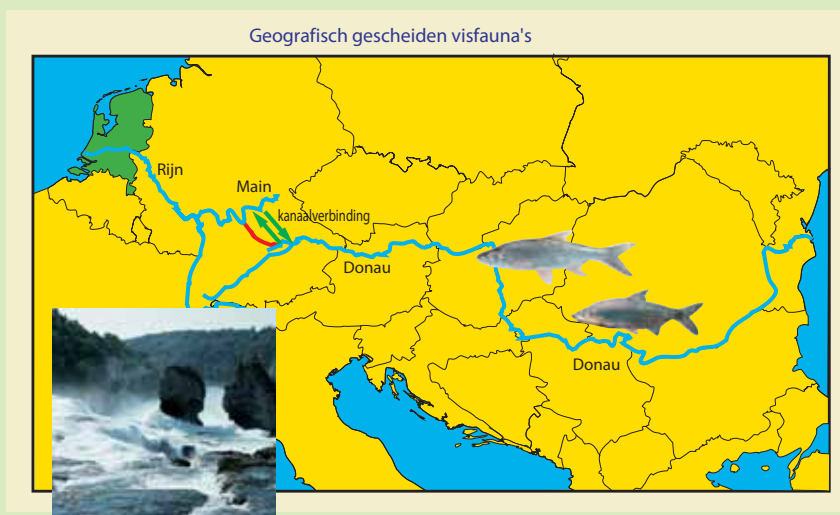 Geografisch gescheiden visfauna's
Rijn
Main
kanaalverbinding
Donau
Donau